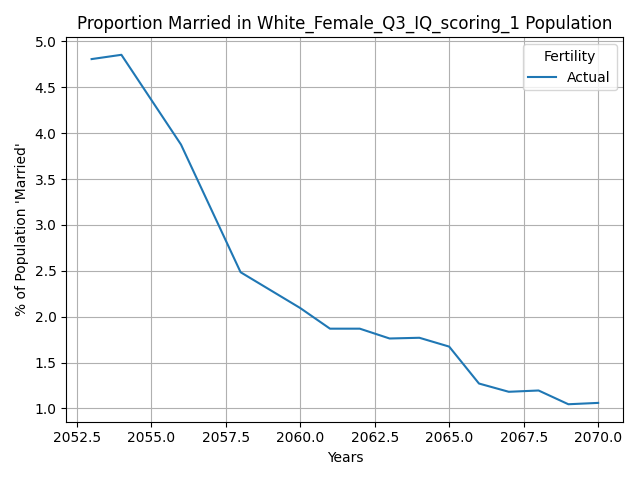 Proportion Married in White_Female_Q3_IQ_scoring_1 Population
Fertility
Actual
% of Population 'Married'
5.0
4.5
4.0
3.5
3.0
2.5
2.0
1.5
1.0
2052.5 2055.0 2057.5 2060.0 2062.5 2065.0 2067.5 2070.0
Years